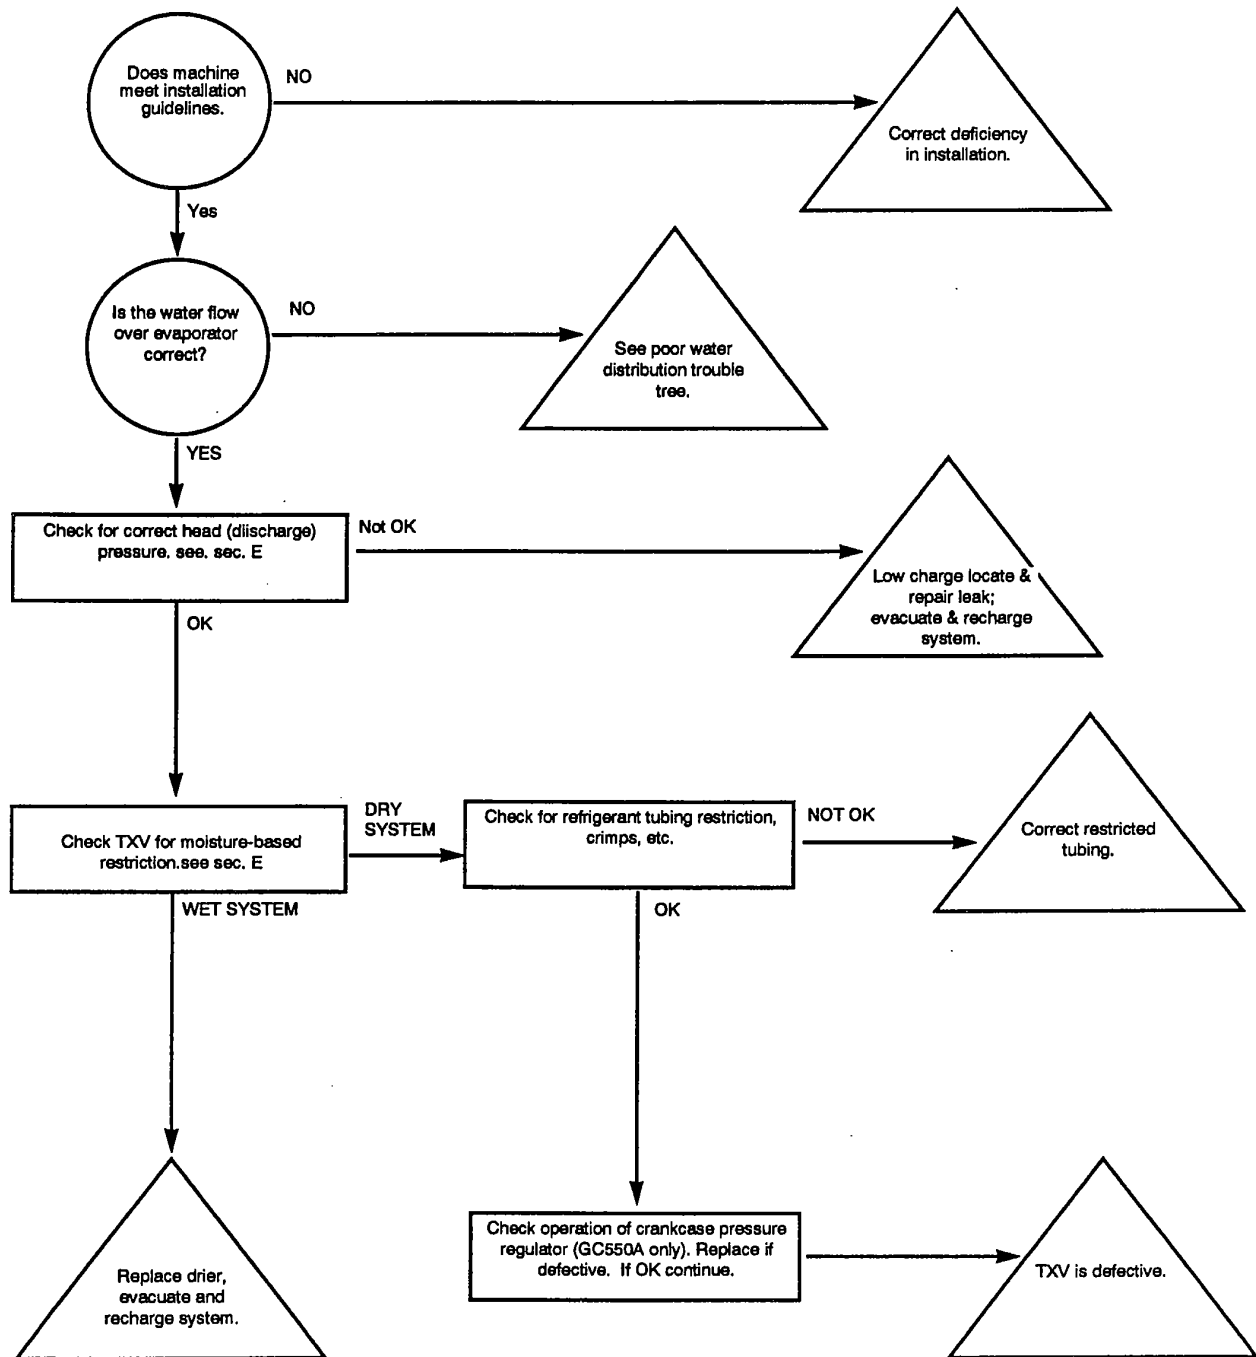 Does machine
meet installation
guidelines.
NO
Correct deficiency
in installation.
Yes
Is the water flow
over evaporator
correct?
NO
See poor water
distribution trouble
tree.
YES
Check for correct head (diischarge)
pressure. see. sec. E
Not OK
Low charge locate &
repair leak;
evacuate & recharge
system.
OK
Check TXV for moisture-based
restriction.see sec. E
DRY
SYSTEM
Check for refrigerant tubing restriction,
crimps, etc.
NOT OK
Correct restricted
tubing.
WET SYSTEM
OK
Replace drier,
evacuate and
recharge system.
Check operation of crankcase pressure
regulator (GC550A only). Replace if
defective. If OK continue.
TXV is defective.